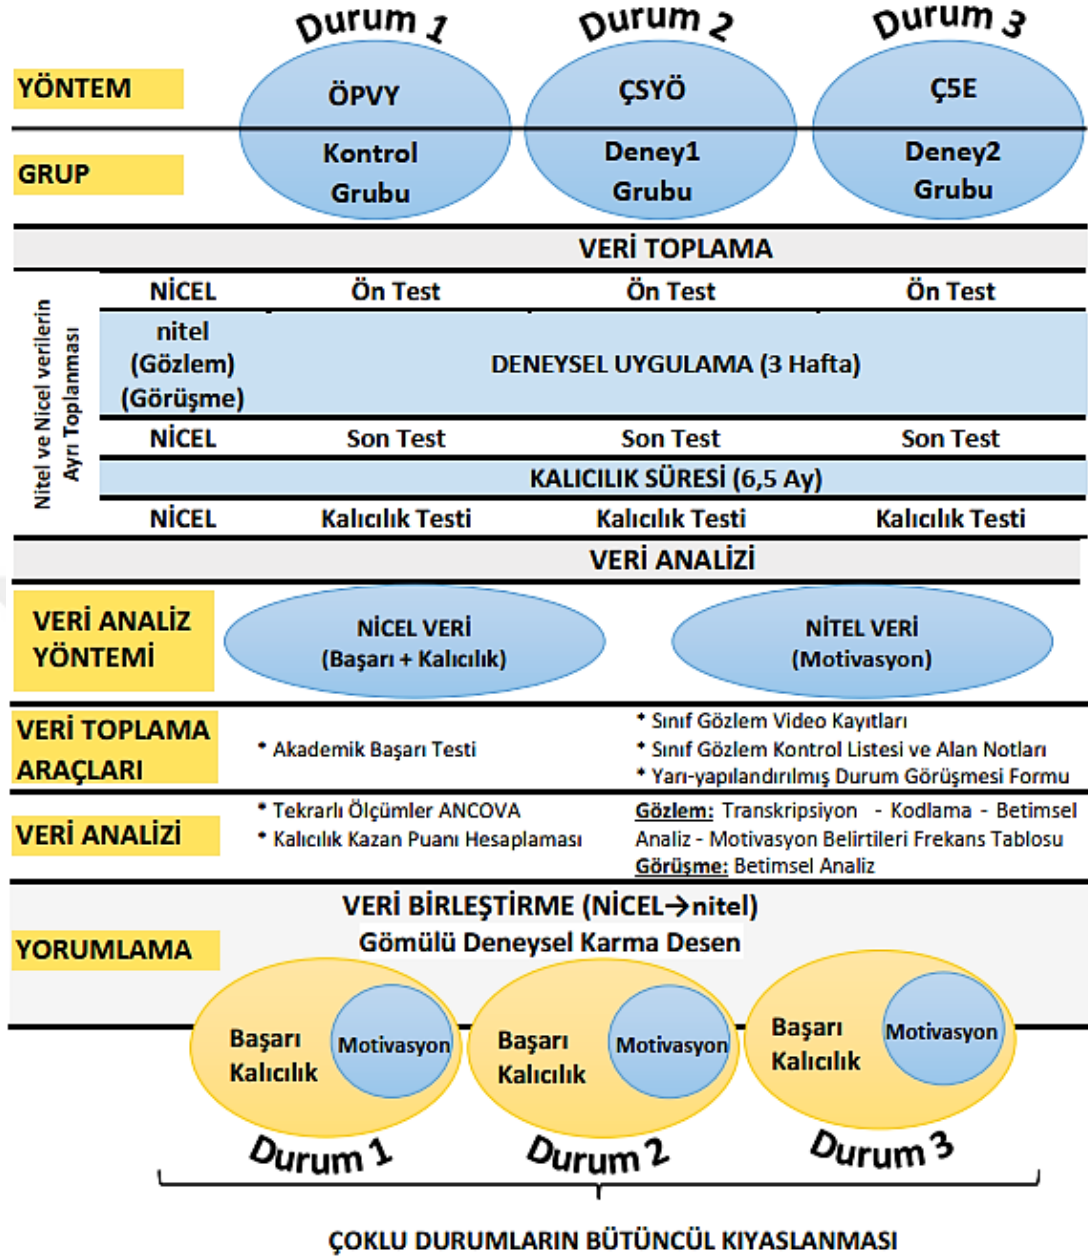 Durum 1 Durum 2 Durum 3
YÖNTEM ÖPVY ÇSYÖ Ç5E
GRUP
Kontrol Grubu
Deney1 Grubu
Deney2 Grubu
VERİ TOPLAMA
Nitel ve Nicel verilerin
Ayrı Toplanması
NİCEL Ön Test Ön Test Ön Test
nitel
(Gözlem)
(Görüşme)
DENEYSEL UYGULAMA (3 Hafta)
NİCEL Son Test Son Test Son Test
KALICILIK SÜRESİ (6,5 Ay)
NİCEL Kalıcılık Testi Kalıcılık Testi Kalıcılık Testi
VERİ ANALİZİ
VERİ ANALİZ
YÖNTEMİ
NİCEL VERİ
(Başarı + Kalıcılık)
NİTEL VERİ
(Motivasyon)
VERİ TOPLAMA
ARAÇLARI
* Akademik Başarı Testi
* Sınıf Gözlem Video Kayıtları
* Sınıf Gözlem Kontrol Listesi ve Alan Notları
* Yarı-yapılandırılmış Durum Görüşmesi Formu
VERİ ANALİZİ
* Tekrarlı Ölçümler ANCOVA
* Kalıcılık Kazan Puanı Hesaplaması
Gözlem: Transkripsiyon - Kodlama - Betimsel
Analiz - Motivasyon Belirtileri Frekans Tablosu
Görüşme: Betimsel Analiz
YORUMLAMA
VERİ BİRLEŞTİRME (NİCEL→nitel)
Gömülü Deneysel Karma Desen
Başarı
Kalıcılık
Motivasyon
Başarı
Kalıcılık
Motivasyon
Başarı
Kalıcılık
Motivasyon
Durum 1 Durum 2 Durum 3
ÇOKLU DURUMLARIN BÜTÜNCÜL KIYASLANMASI